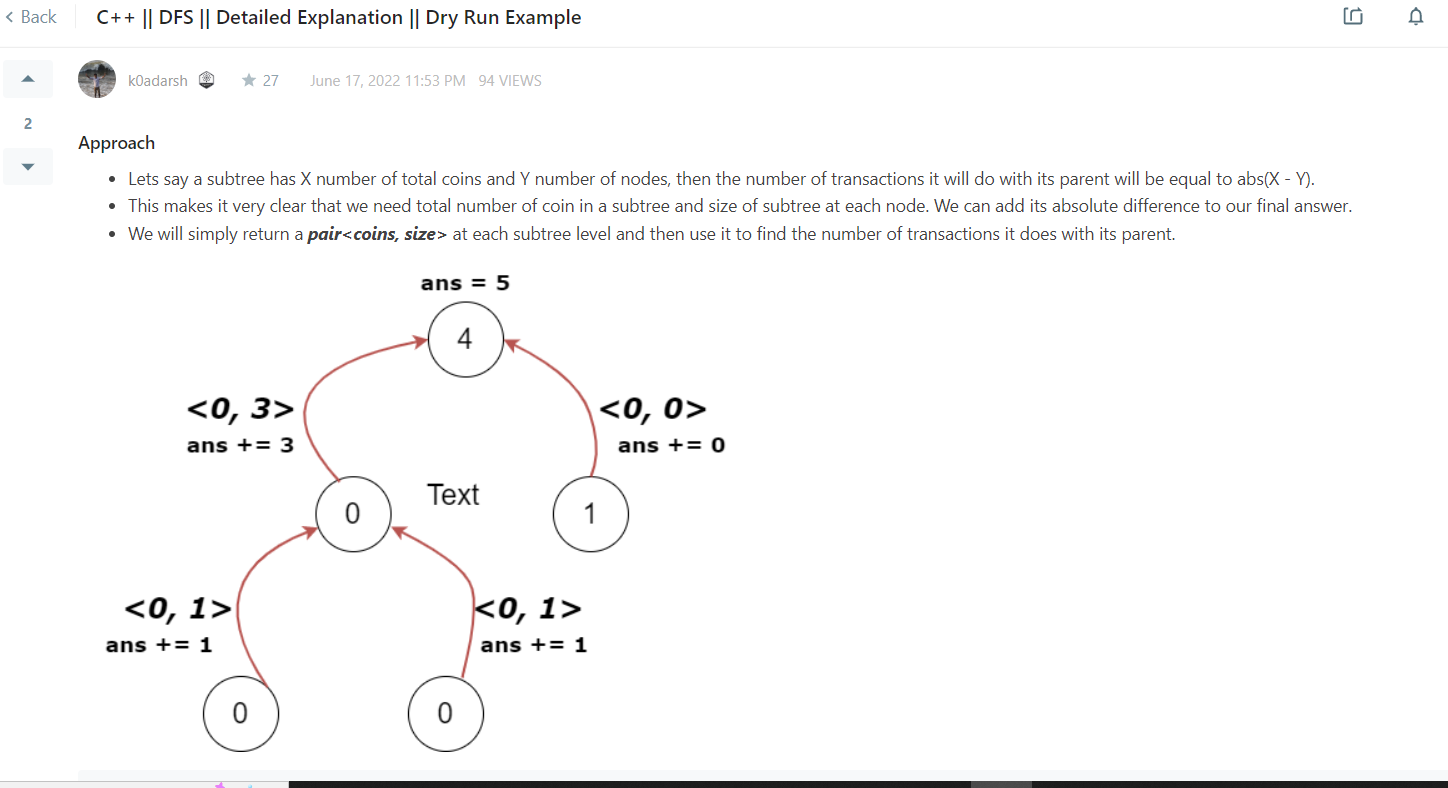 Back C++ || DFS || Detailed Explanation || Dry Run Example
k0adarsh 27 June 17, 2022 11:53 PM 94 VIEWS
2
Approach
• Lets say a subtree has X number of total coins and Y number of nodes, then the number of transactions it will do with its parent will be equal to abs(X - Y).
• This makes it very clear that we need total number of coin in a subtree and size of subtree at each node. We can add its absolute difference to our final answer.
• We will simply return a pair<coins, size> at each subtree level and then use it to find the number of transactions it does with its parent.
ans = 5
4
<0, 3> <0, 0>
ans += 3 ans += 0
Text
0 1
<0, 1> <0, 1>
ans += 1 ans += 1
0 0